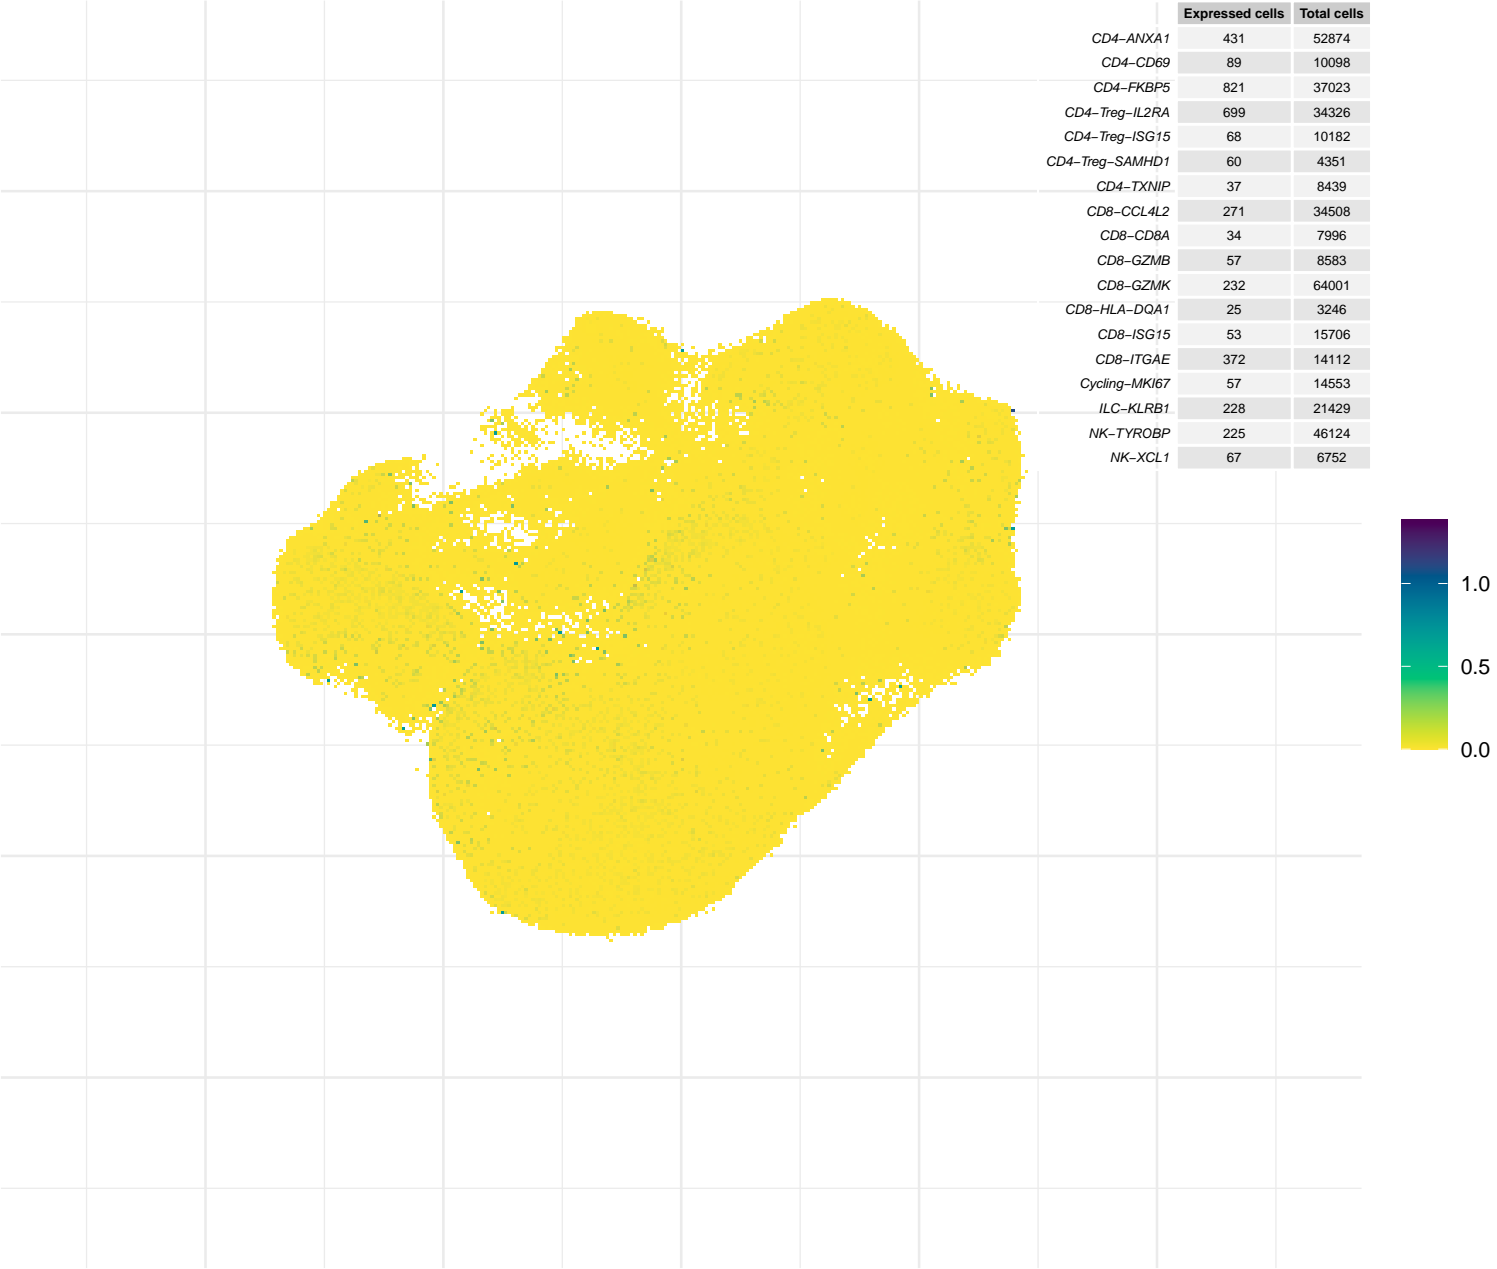 Expressed cells Total cells
CD4−ANXA1 431 52874
CD4−CD69 89 10098
CD4−FKBP5 821 37023
CD4−Treg−IL2RA 699 34326
CD4−Treg−ISG15 68 10182
CD4−Treg−SAMHD1 60 4351
CD4−TXNIP 37 8439
CD8−CCL4L2 271 34508
CD8−CD8A 34 7996
CD8−GZMB 57 8583
CD8−GZMK 232 64001
CD8−HLA−DQA1 25 3246
CD8−ISG15 53 15706
CD8−ITGAE 372 14112
Cycling−MKI67 57 14553
ILC−KLRB1 228 21429
NK−TYROBP 225 46124
NK−XCL1 67 6752
1.0
0.5
0.0